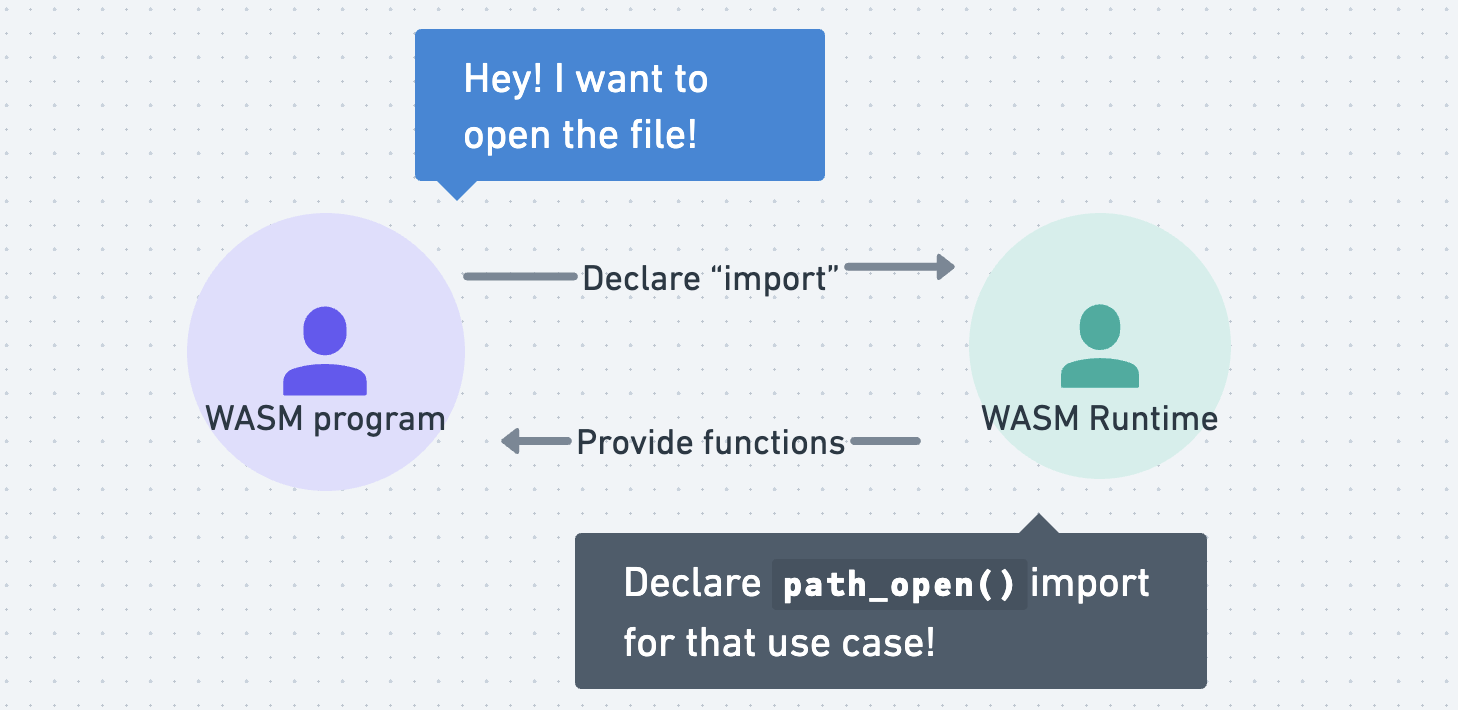 Hey! I want to
open the file!
Declare “import”
WASM program
WASM Runtime
Provide functions
Declare path_open() import
for that use case!